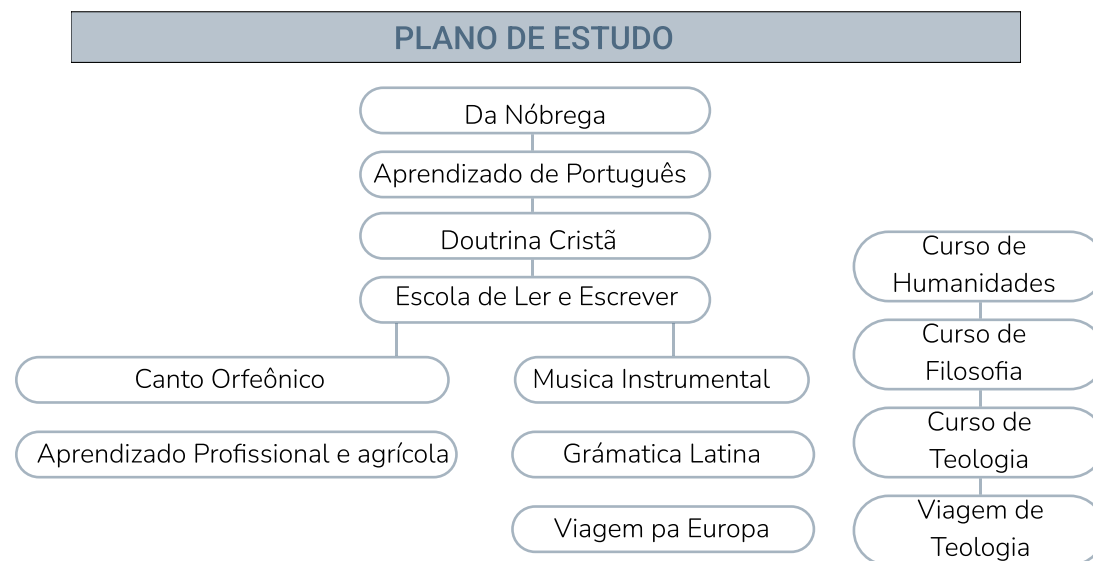 PLANO DE ESTUDO
Da Nóbrega
Aprendizado de Português
Doutrina Cristã
Escola de Ler e Escrever
Canto Orfeônico
Aprendizado Profissional e agrícola
Musica Instrumental
Grámatica Latina
Viagem pa Europa
Curso de
Humanidades
Curso de
Filosofia
Curso de
Teologia
Viagem de
Teologia